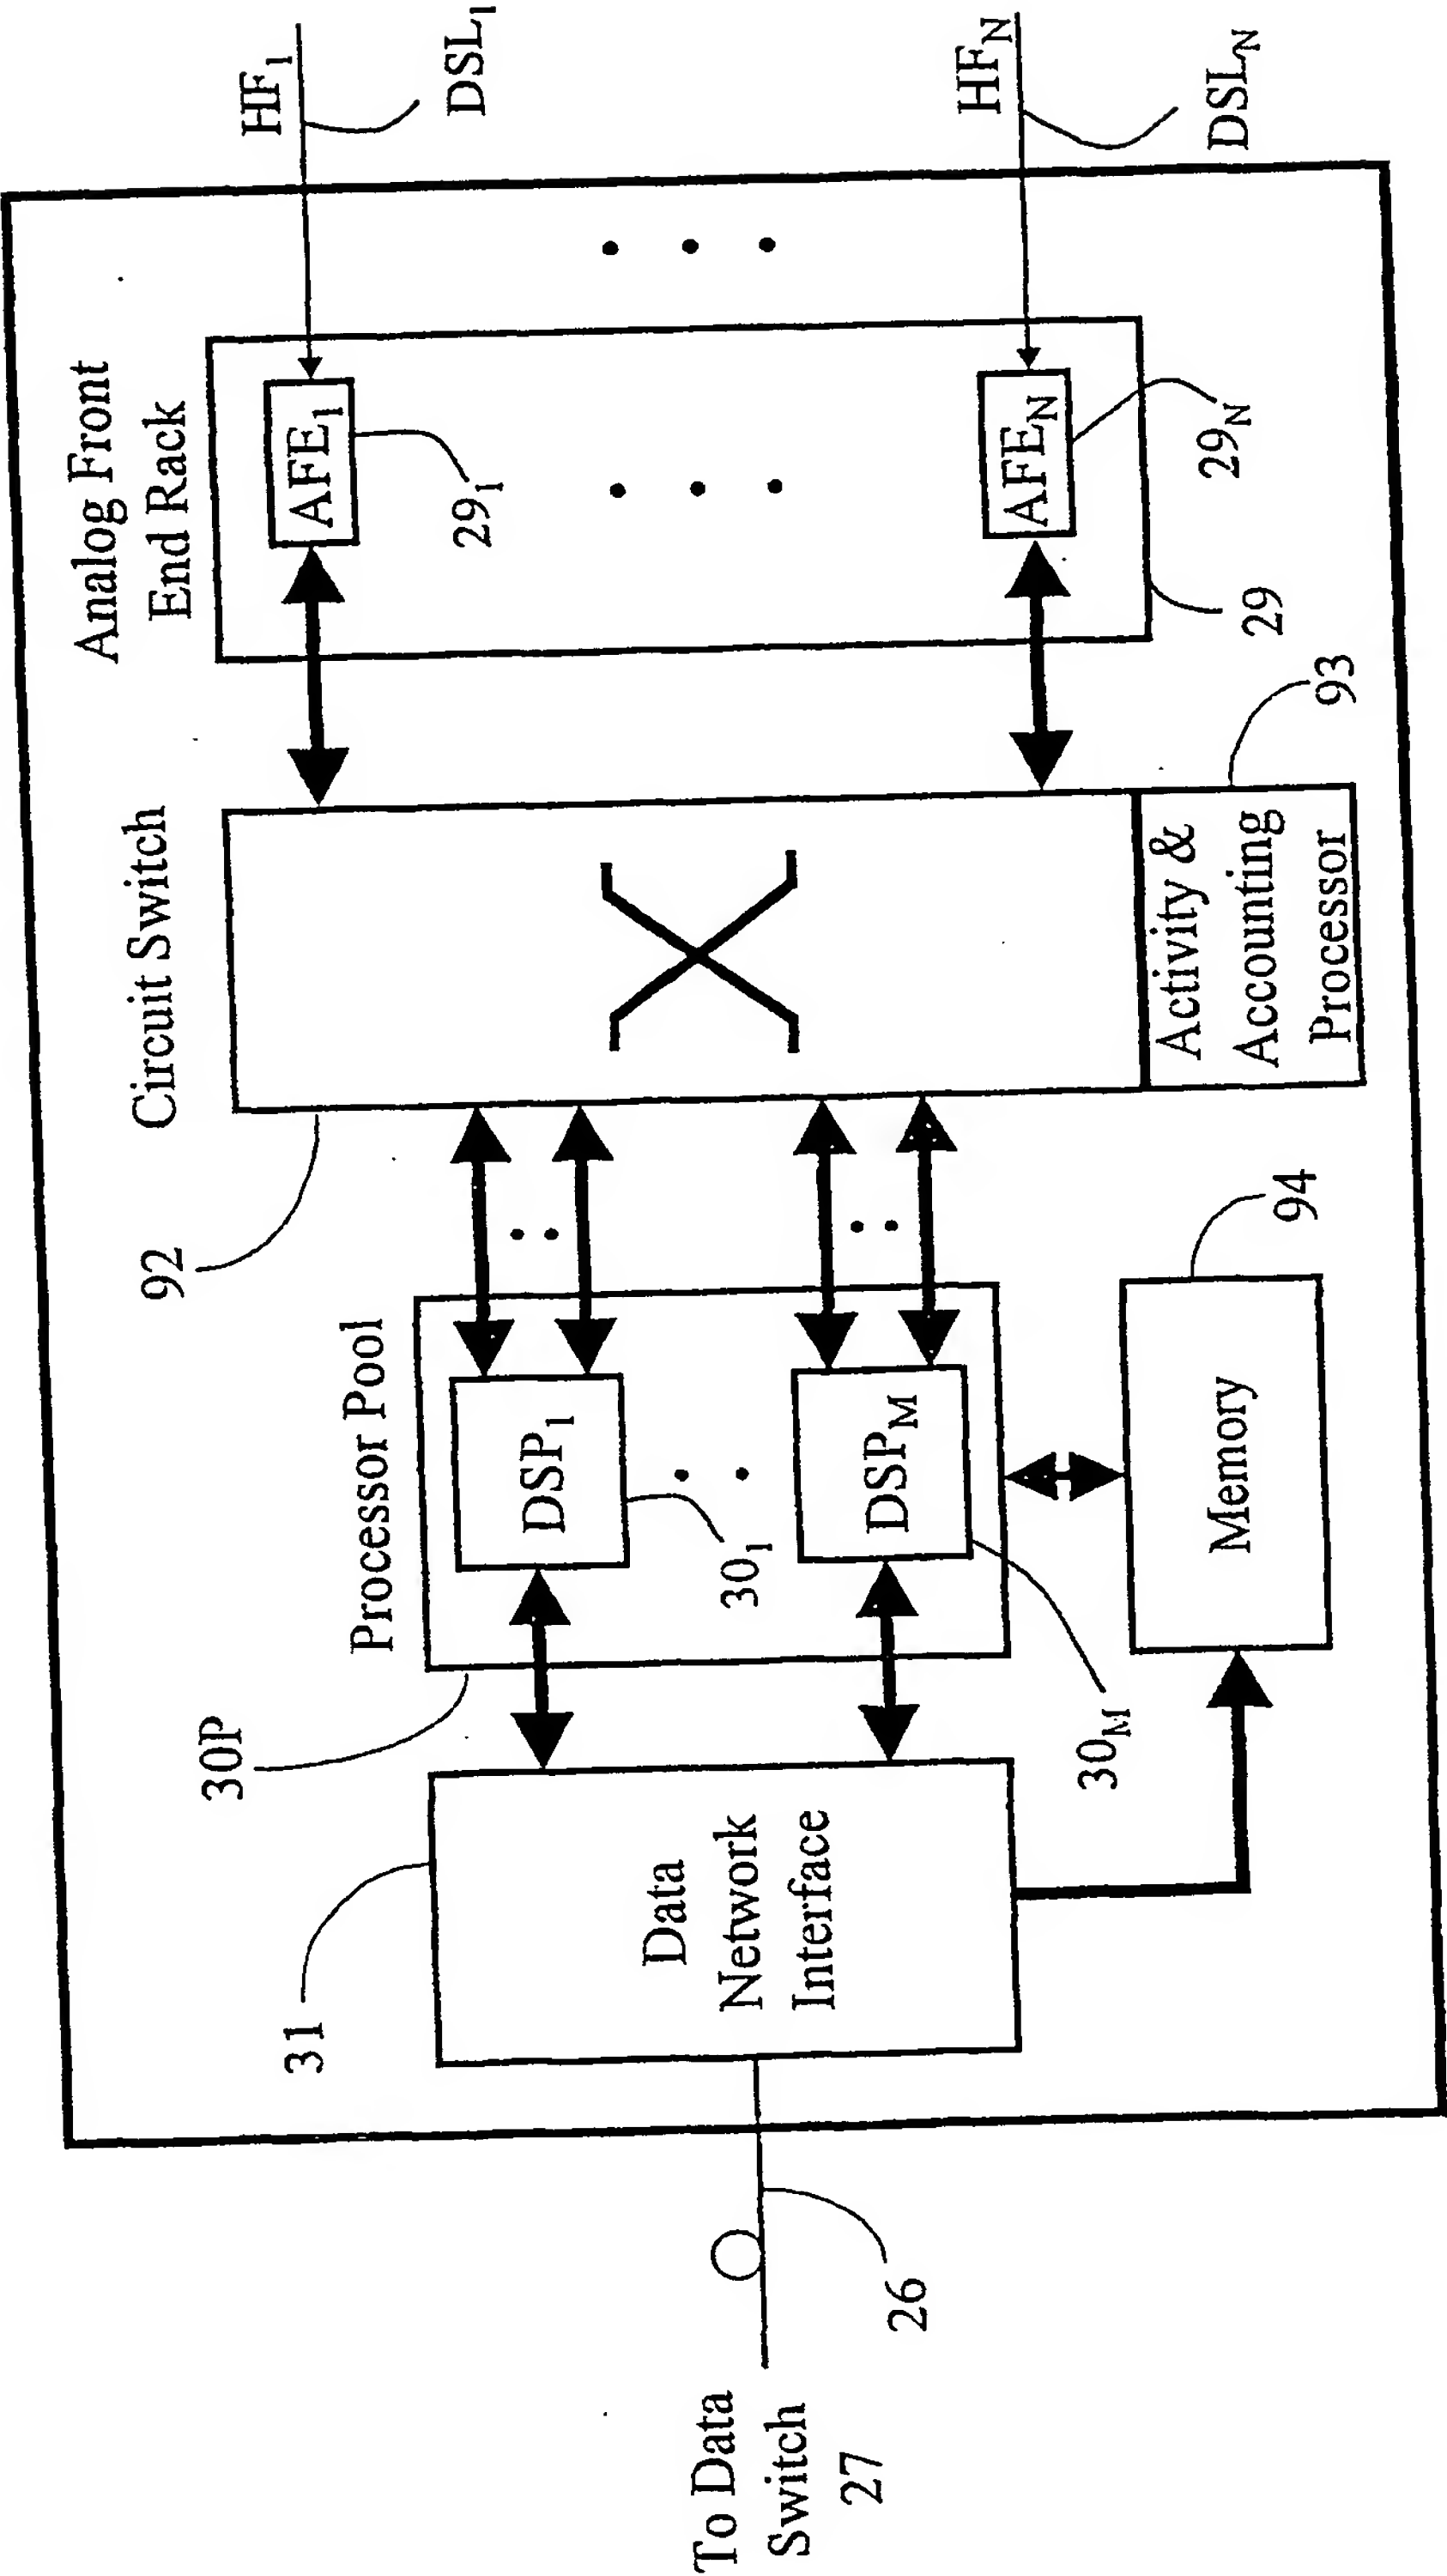 HF1
DSL1
HFN
DSLN
Analog Front
End Rack
AFE1
291
AFEN
29N
29
Circuit Switch
92
Activity &
Accounting
Processor
93
Processor Pool
30P
DSP1
301
DSPM
30M
Memory
94
31
Data
Network
Interface
26
To Data
Switch
27